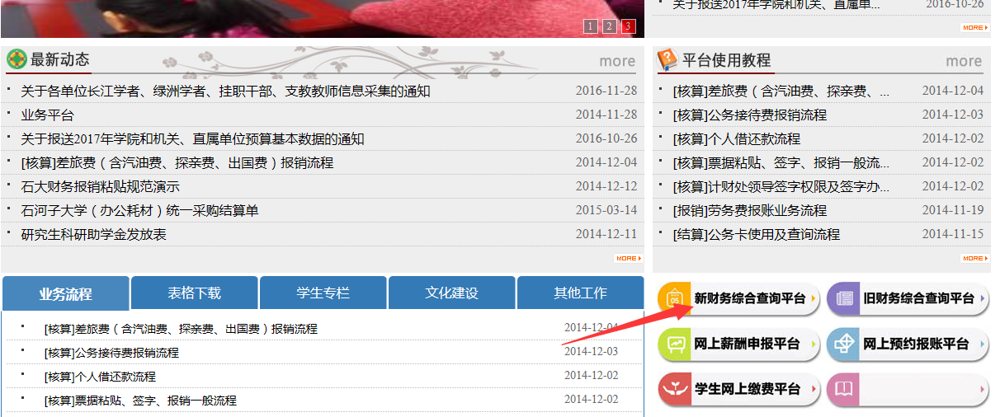 关于报送2017年学院和机关、直属单... 2016-10-26
1 2 3
MORE
最新动态 more
关于各单位长江学者、绿洲学者、挂职干部、支教教师信息采集的通知 2016-11-28
业务平台 2014-11-28
关于报送2017年学院和机关、直属单位预算基本数据的通知 2016-10-26
[核算]差旅费（含汽油费、探亲费、出国费）报销流程 2014-12-04
石大财务报销粘贴规范演示 2014-12-12
石河子大学（办公耗材）统一采购结算单 2015-03-14
研究生科研助学金发放表 2014-12-11
MORE
平台使用教程 more
[核算]差旅费（含汽油费、探亲费、... 2014-12-04
[核算]公务接待费报销流程 2014-12-03
[核算]个人借还款流程 2014-12-02
[核算]票据粘贴、签字、报销一般流... 2014-12-02
[核算]计财处领导签字权限及签字办... 2014-12-02
[报销]劳务费报账业务流程 2014-11-19
[结算]公务卡使用及查询流程 2014-11-15
MORE
业务流程 表格下载 学生专栏 文化建设 其他工作
[核算]差旅费（含汽油费、探亲费、出国费）报销流程 2014-12-04
[核算]公务接待费报销流程 2014-12-03
[核算]个人借还款流程 2014-12-02
[核算]票据粘贴、签字、报销一般流程 2014-12-02
05 新财务综合查询平台 旧财务综合查询平台
网上薪酬申报平台 网上预约报账平台
学生网上缴费平台